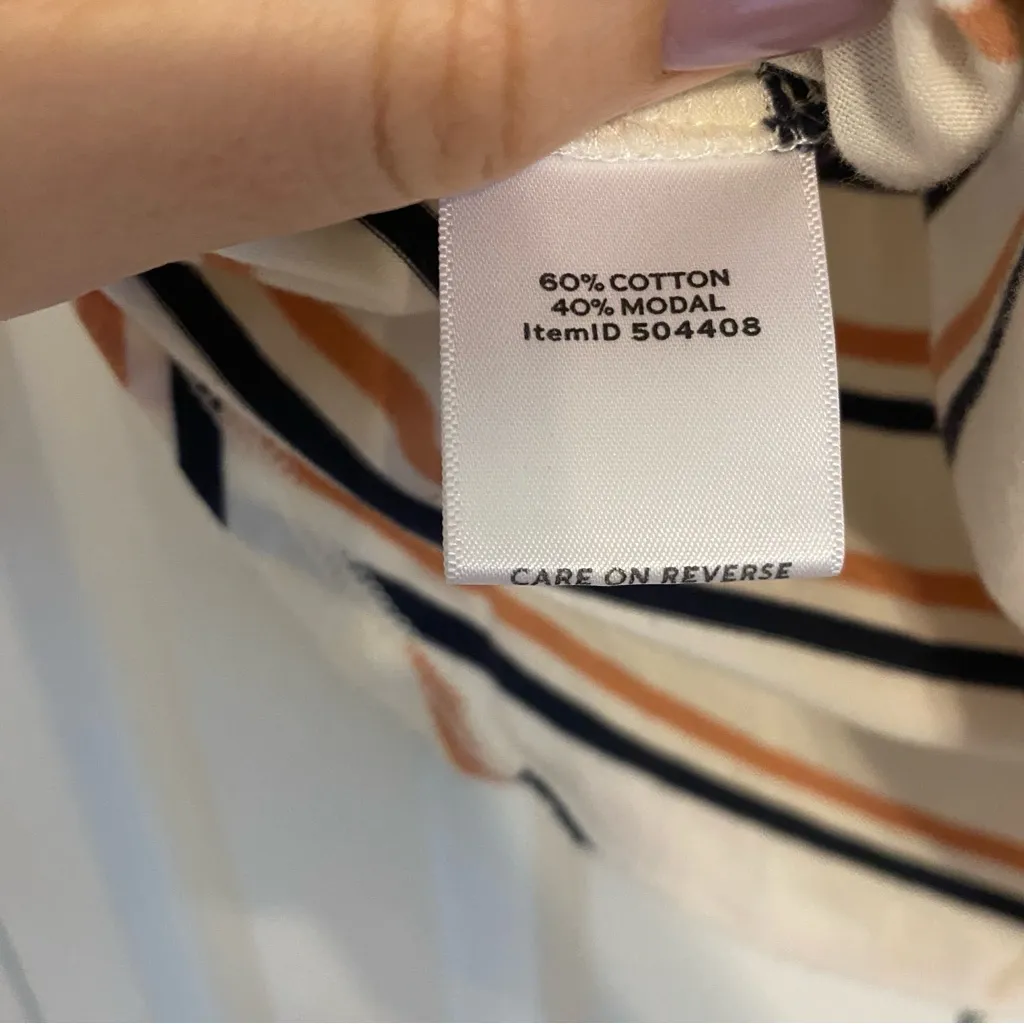 60% COTTON
40% MODAL
ItemID 504408
CARE ON REVERSE